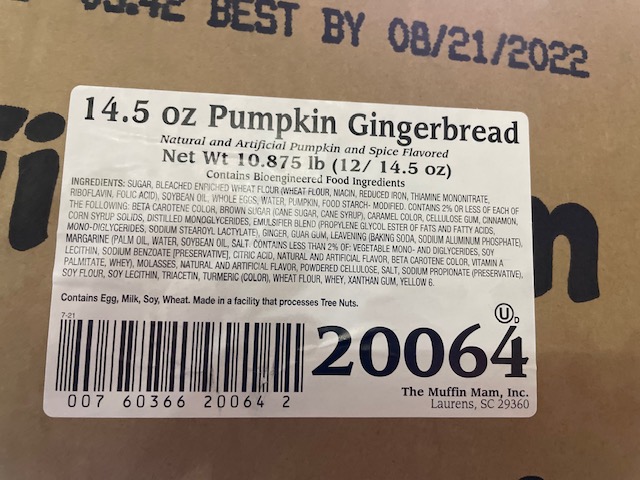 BEST BY 08/21/2022
14.5 oz Pumpkin Gingerbread
Natural and Artificial Pumpkin and Spice Flavored
Net Wt 10.875 lb (12/ 14.5 oz)
Contains Bioengineered Food Ingredients
INGREDIENTS: SUGAR, BLEACHED ENRICHED WHEAT FLOUR (WHEAT FLOUR, NIACIN, REDUCED IRON, THIAMINE MONONITRATE,
RIBOFLAVIN, FOLIC ACID), SOYBEAN OIL, WHOLE EGGS, WATER, PUMPKIN, FOOD STARCH- MODIFIED. CONTAINS 2% OR LESS OF EACH OF
THE FOLLOWING: BETA CAROTENE COLOR, BROWN SUGAR (CANE SUGAR, CANE SYRUP), CARAMEL COLOR, CELLULOSE GUM, CINNAMON,
CORN SYRUP SOLIDS, DISTILLED MONOGLYCERIDES, EMULSIFIER BLEND (PROPYLENE GLYCOL ESTER OF FATS AND FATTY ACIDS,
MONO-DIGLYCERIDES, SODIUM STEAROYL LACTYLATE), GINGER, GUAR GUM, LEAVENING (BAKING SODA, SODIUM ALUMINUM PHOSPHATE),
MARGARINE (PALM OIL, WATER, SOYBEAN OIL, SALT: CONTAINS LESS THAN 2% OF: VEGETABLE MONO- AND DIGLYCERIDES, SOY
LECITHIN, SODIUM BENZOATE [PRESERVATIVE], CITRIC ACID, NATURAL AND ARTIFICIAL FLAVOR, BETA CAROTENE COLOR, VITAMIN A
PALMITATE, WHEY), MOLASSES, NATURAL AND ARTIFICIAL FLAVOR, POWDERED CELLULOSE, SALT, SODIUM PROPIONATE (PRESERVATIVE),
SOY FLOUR, SOY LECITHIN, TRIACETIN, TURMERIC (COLOR), WHEAT FLOUR, WHEY, XANTHAN GUM, YELLOW 6.
Contains Egg, Milk, Soy, Wheat. Made in a facility that processes Tree Nuts.
7-21
007 60366 20064 2
20064
U D
The Muffin Mam, Inc.
Laurens, SC 29360